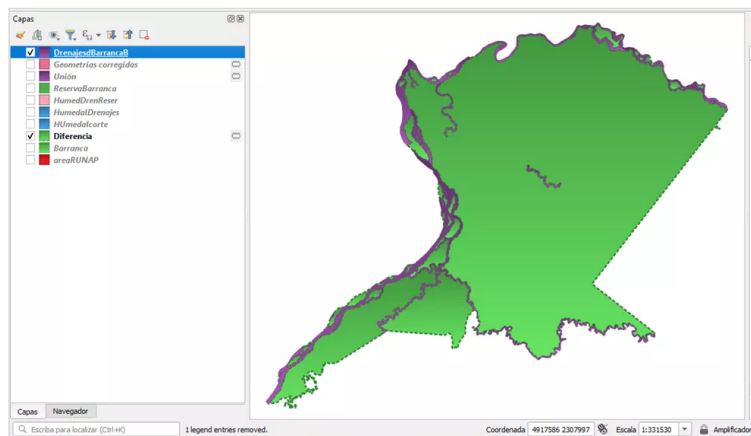 Capas
DrenajesdBarrancaB
Geometrías corregidas
Unión
ReservaBarranca
HumedDrenReser
HumedalDrenajes
HUmedalcorte
Diferencia
Barranca
areaRUNAP
Capas Navegador
Escriba para localizar (Ctrl+K) 1 legend entries removed. Coordenada 4917586 2307997 Escala 1:331530 Amplificador